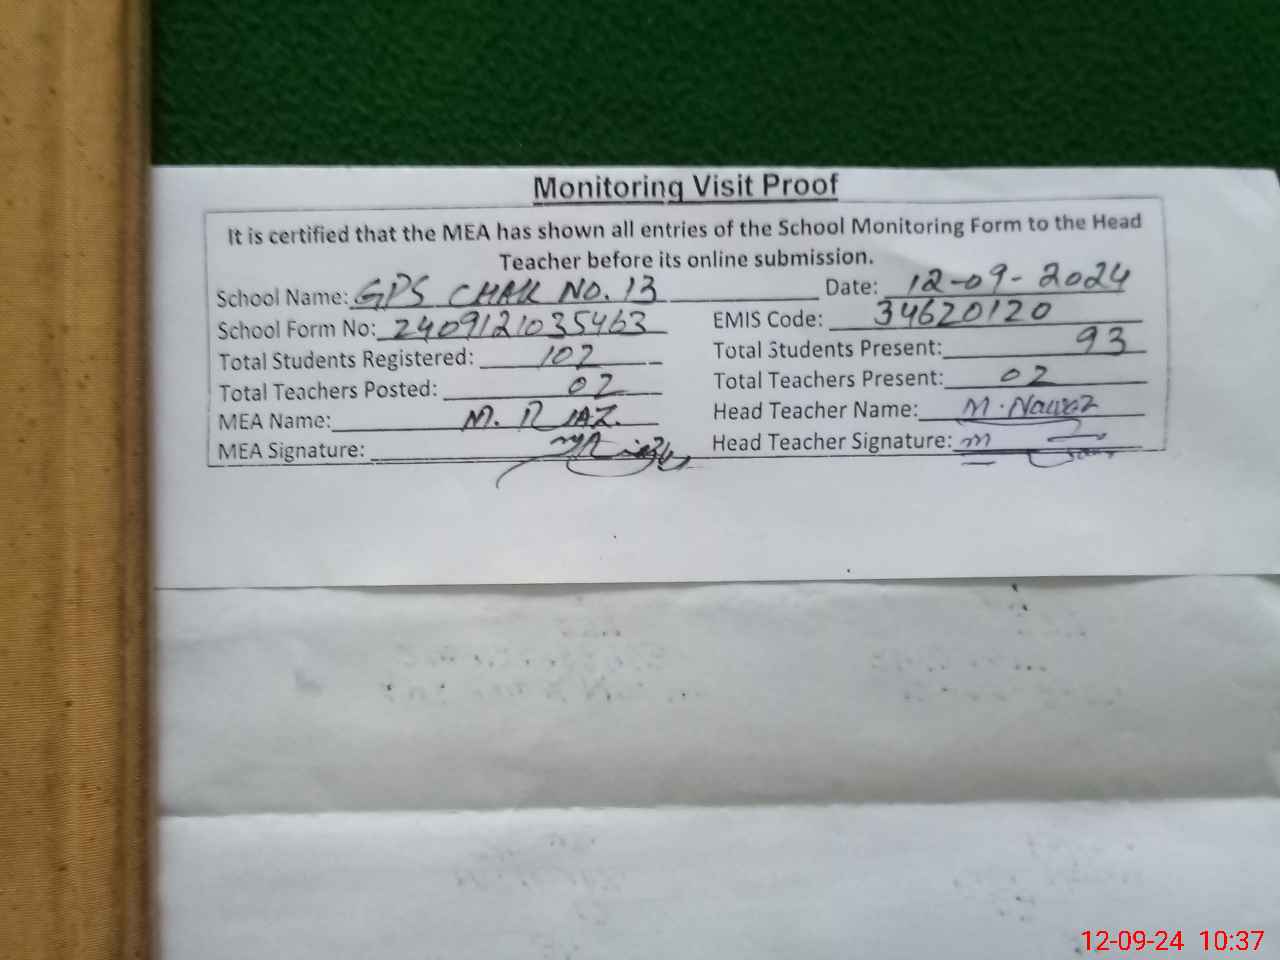 Monitoring Visit Proof
It is certified that the MEA has shown all entries of the School Monitoring Form to the Head
Teacher before its online submission.
School Name: GPS CHAK NO. 13 Date: 12-09-2024
School Form No: 2409121035463 EMIS Code: 34620120
Total Students Registered: 102 Total Students Present: 93
Total Teachers Posted: 02 Total Teachers Present: 02
MEA Name: M. RIAZ. Head Teacher Name: M. Nawaz
MEA Signature: Head Teacher Signature:
12-09-24 10:37